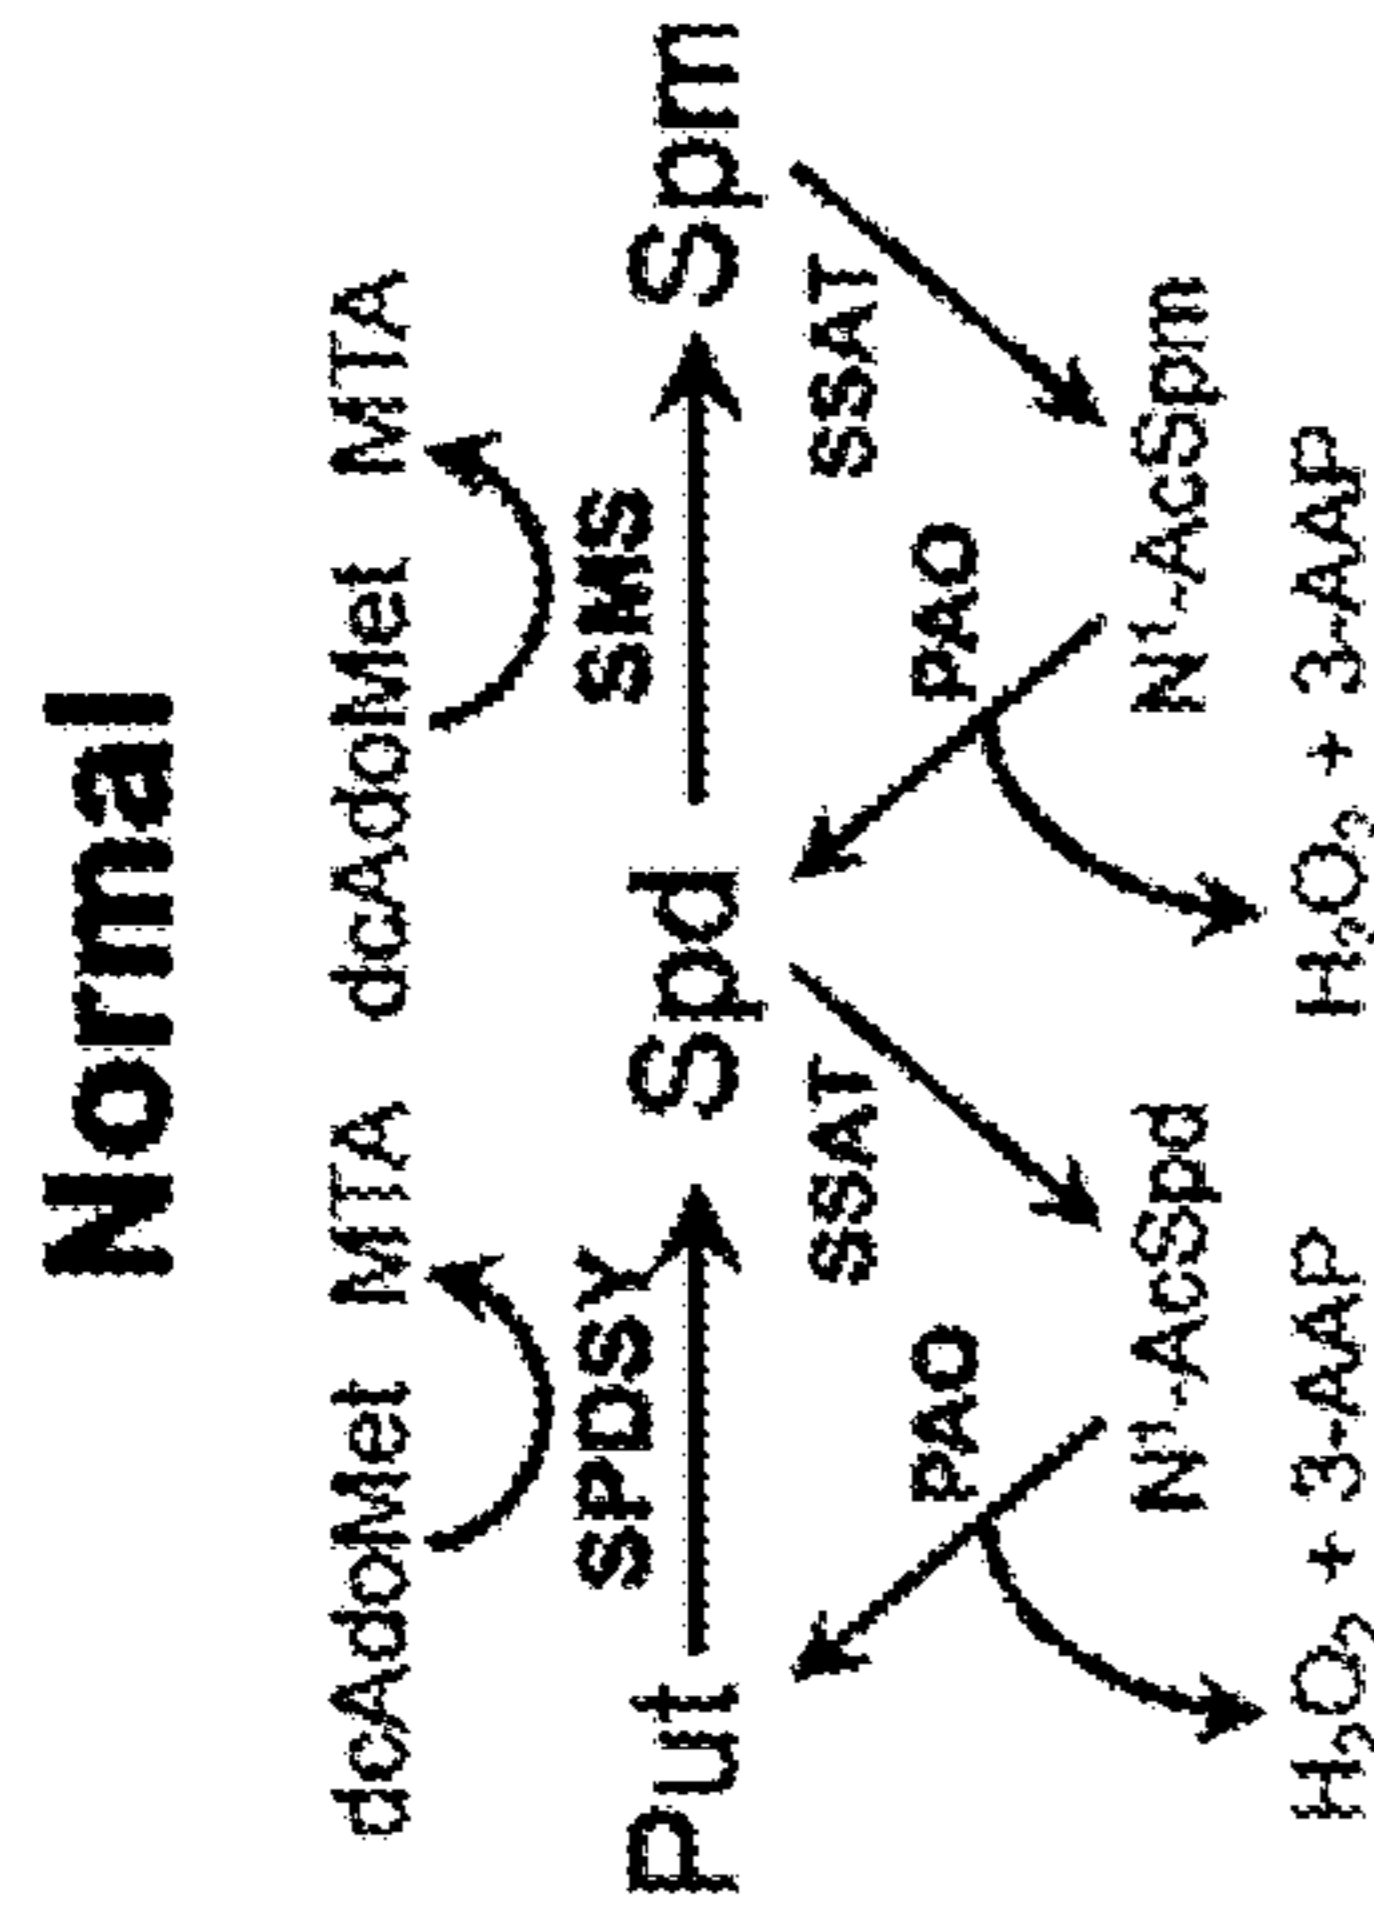 Normal
dcAdoMet MTA dcAdoMet MTA
SPDSY SMS
Put Spd Spm
SSAT SSAT
PAO PAO
N¹-AcSpd N¹-AcSpm
H₂O₂ + 3-AAP H₂O₂ + 3-AAP